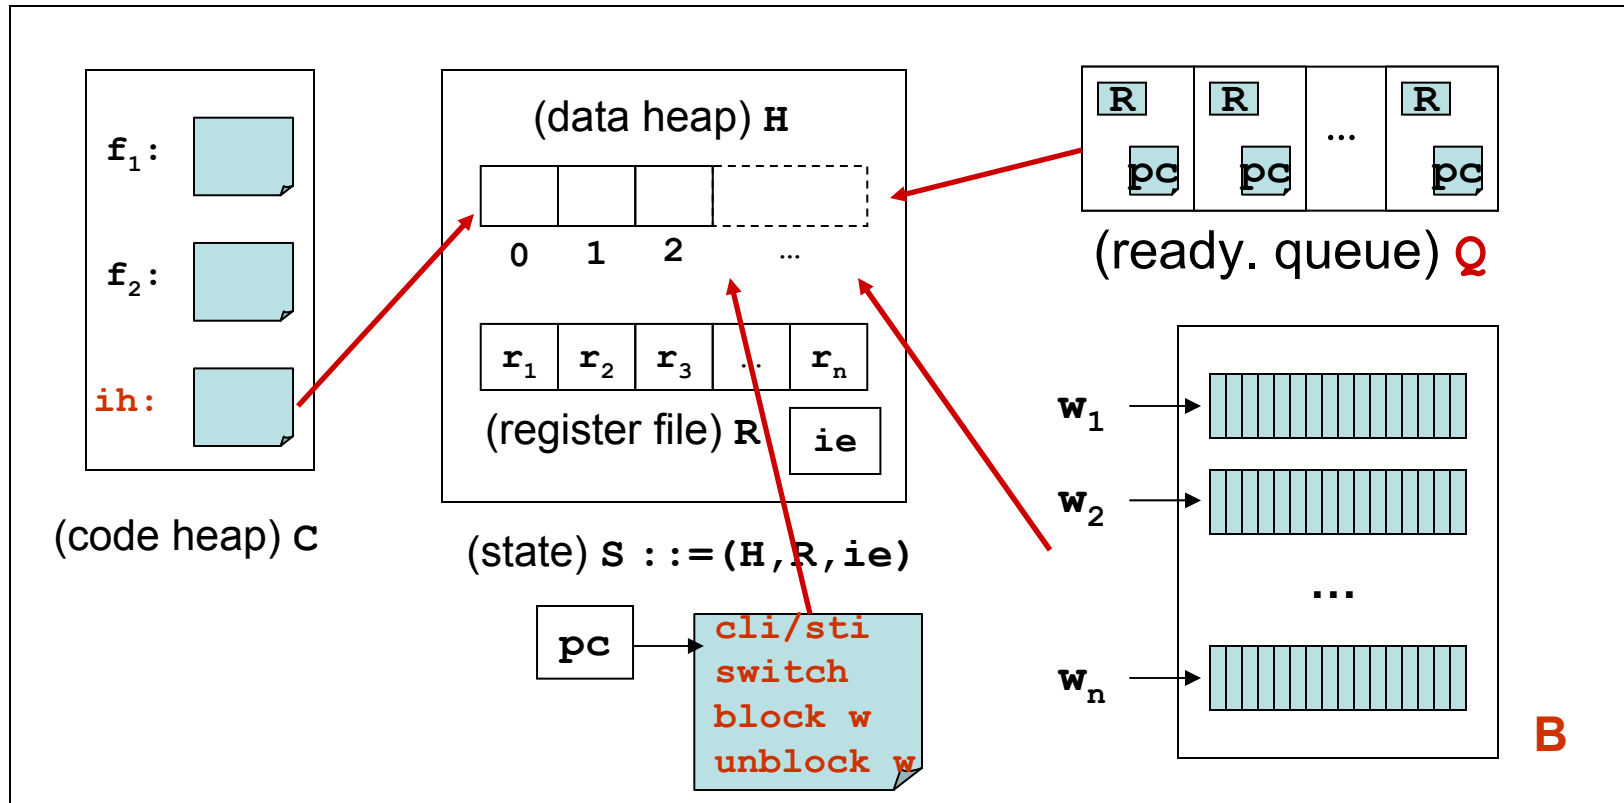 f1:
f2:
ih:
(code heap) C
(data heap) H
0 1 2 ...
r1 r2 r3 ... rn
(register file) R
ie
(state) S ::=(H,R,ie)
pc
cli/sti
switch
block w
unblock w
R R ... R
pc pc pc
(ready. queue) Q
w1
w2
...
wn
B